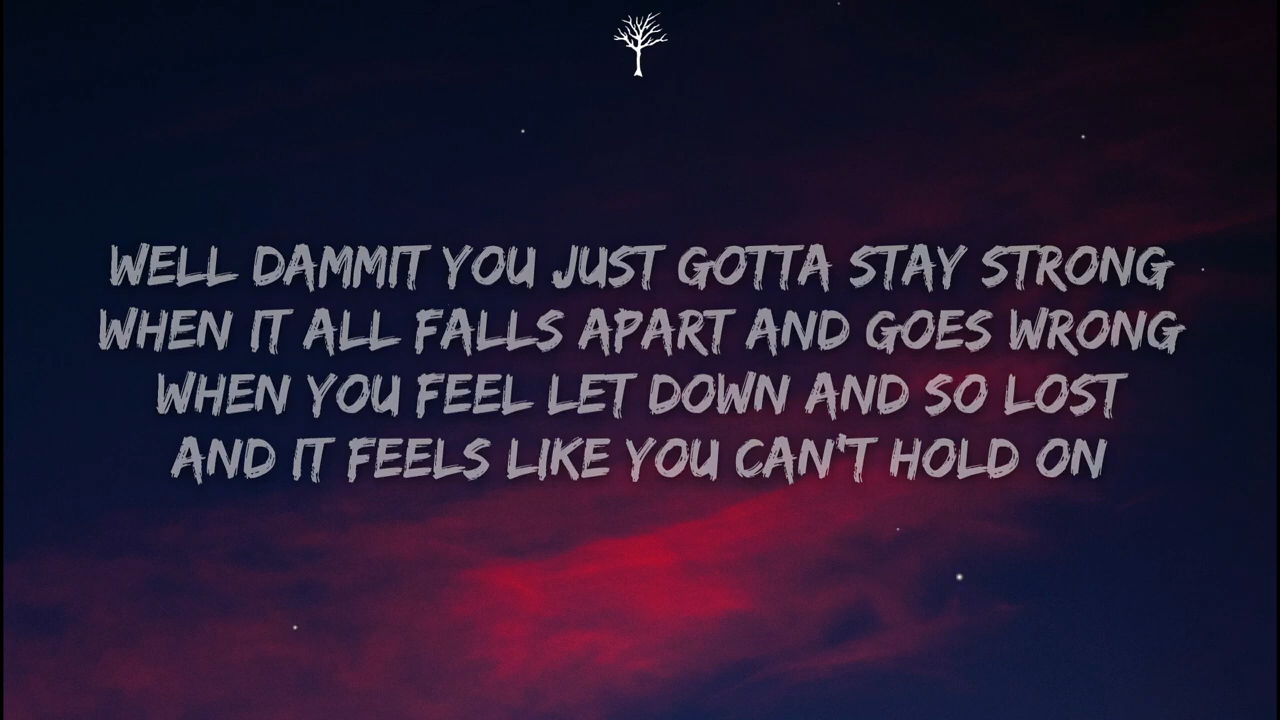 WELL DAMMIT YOU JUST GOTTA STAY STRONG
WHEN IT ALL FALLS APART AND GOES WRONG
WHEN YOU FEEL LET DOWN AND SO LOST
AND IT FEELS LIKE YOU CAN'T HOLD ON